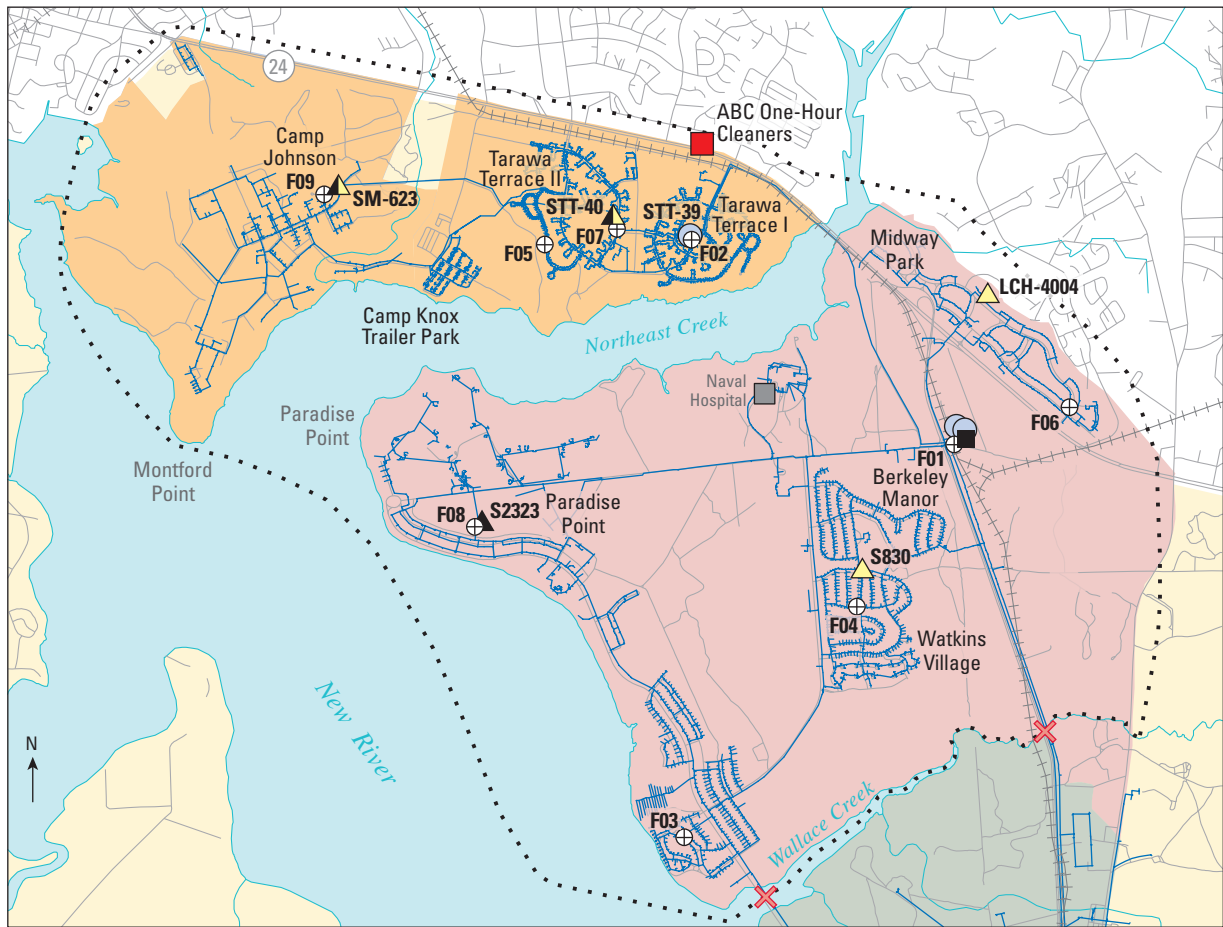 24
ABC One-Hour
Cleaners
Camp
Johnson
F09
SM-623
Tarawa
Terrace II
STT-40
F07
F05
STT-39
Tarawa
Terrace I
F02
Midway
Park
LCH-4004
Camp Knox
Trailer Park
Northeast Creek
Naval
Hospital
F06
Paradise
Point
Montford
Point
F01
Berkeley
Manor
F08
S2323
Paradise
Point
S830
F04
Watkins
Village
New River
N
F03
Wallace Creek